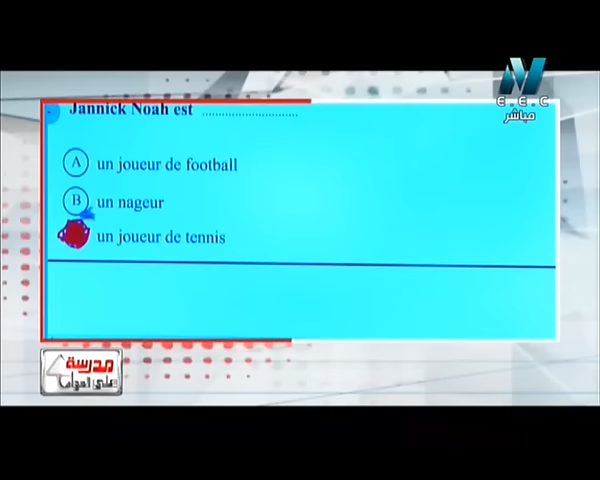 E.E.C
مباشر
Jannick Noah est ..............................
A un joueur de football
B un nageur
un joueur de tennis
مدرسة
على الهواء